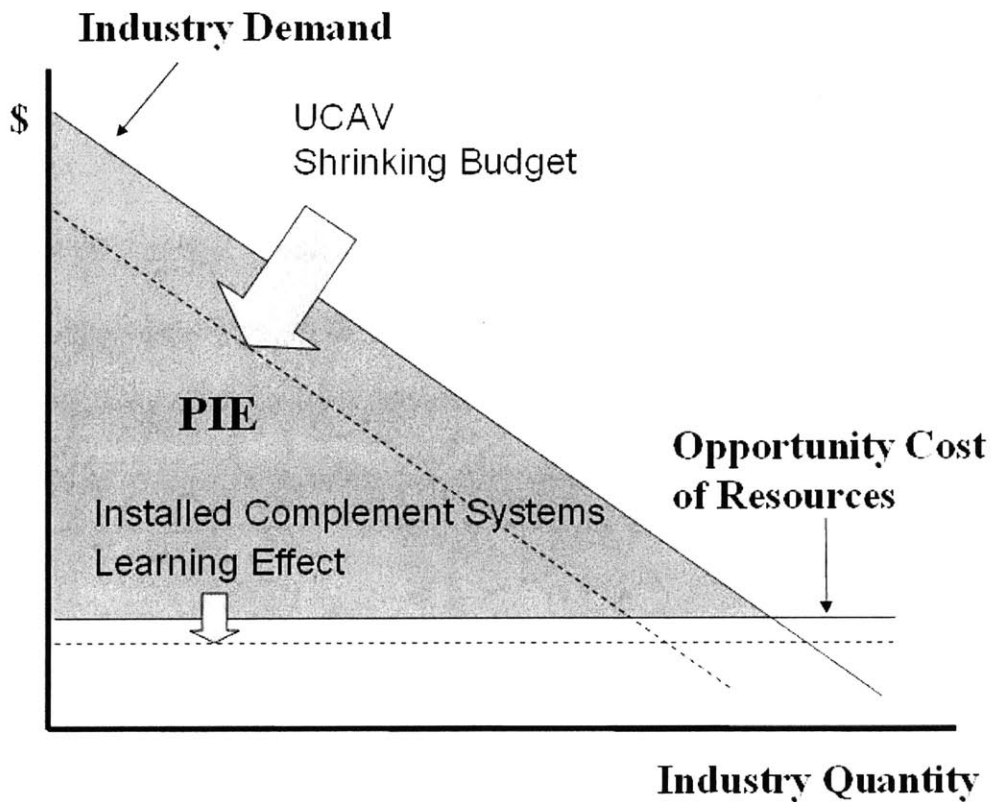 Industry Demand
$
UCAV
Shrinking Budget
PIE
Opportunity Cost
of Resources
Installed Complement Systems
Learning Effect
Industry Quantity